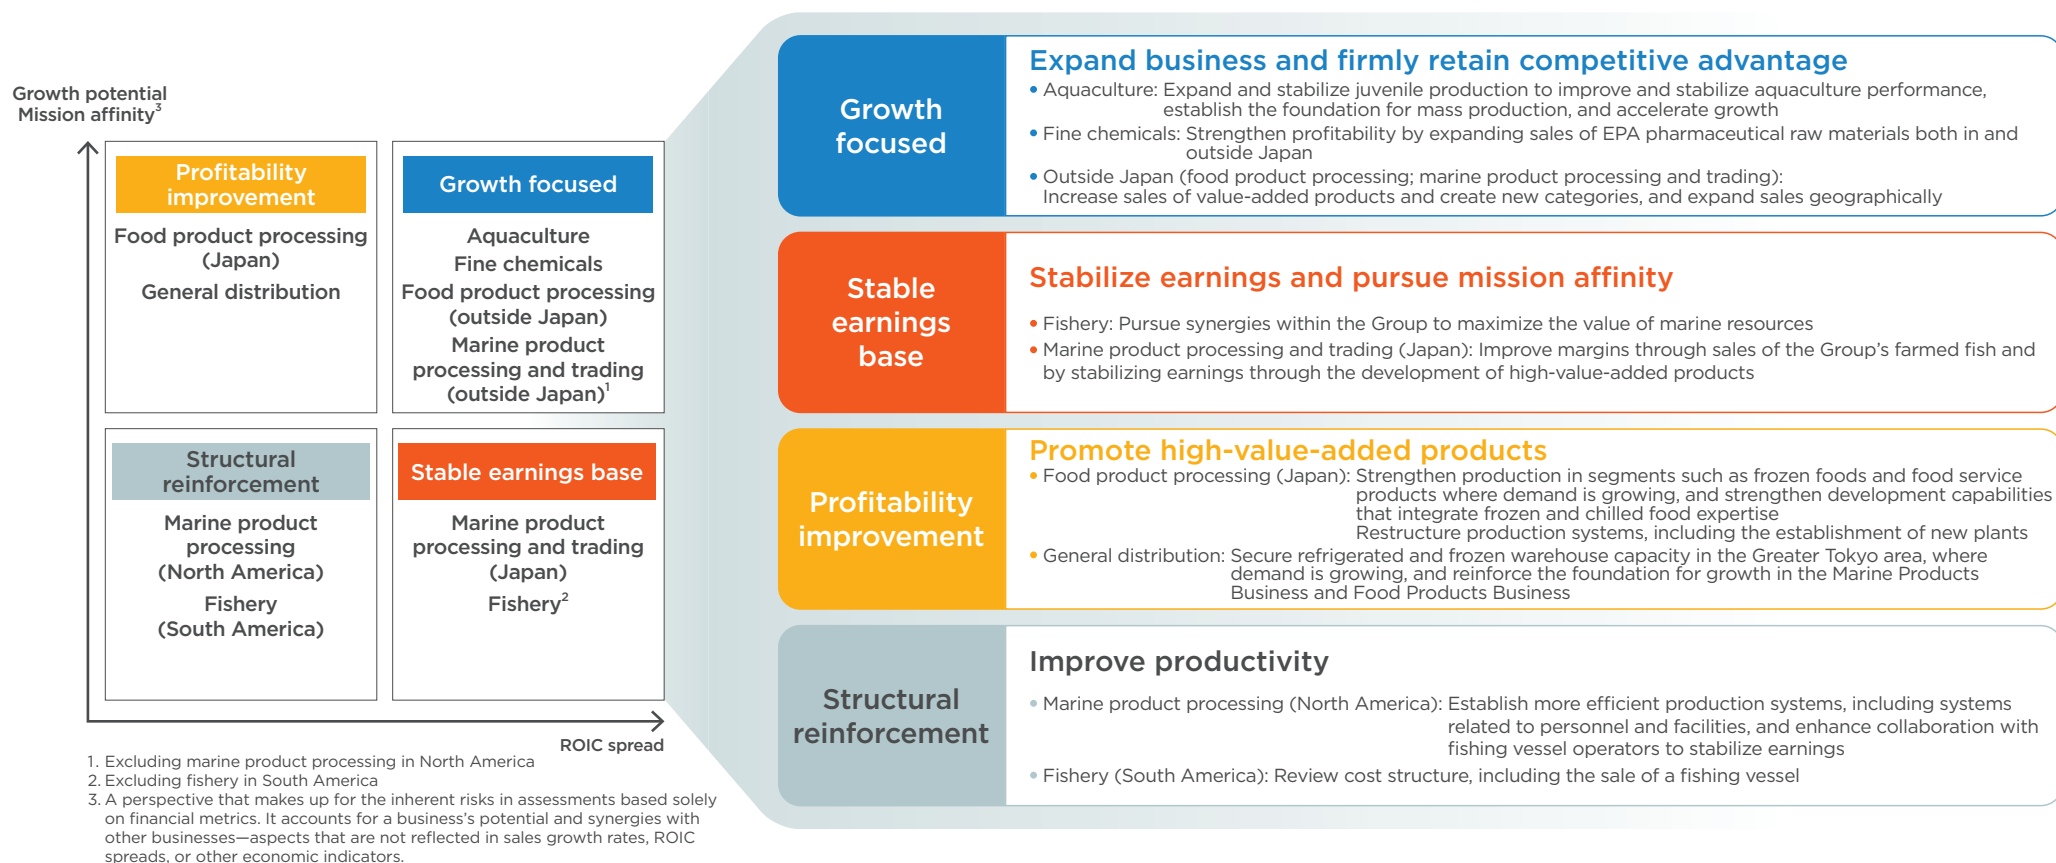 Growth potential
Mission affinity3
Profitability
improvement
Food product processing
(Japan)
General distribution
Growth focused
Aquaculture
Fine chemicals
Food product processing
(outside Japan)
Marine product
processing and trading
(outside Japan)1
Structural
reinforcement
Marine product
processing
(North America)
Fishery
(South America)
Stable earnings base
Marine product
processing and trading
(Japan)
Fishery2
ROIC spread
1. Excluding marine product processing in North America
2. Excluding fishery in South America
3. A perspective that makes up for the inherent risks in assessments based solely
on financial metrics. It accounts for a business's potential and synergies with
other businesses—aspects that are not reflected in sales growth rates, ROIC
spreads, or other economic indicators.
Growth
focused
Expand business and firmly retain competitive advantage
• Aquaculture: Expand and stabilize juvenile production to improve and stabilize aquaculture performance,
establish the foundation for mass production, and accelerate growth
• Fine chemicals: Strengthen profitability by expanding sales of EPA pharmaceutical raw materials both in and
outside Japan
• Outside Japan (food product processing; marine product processing and trading):
Increase sales of value-added products and create new categories, and expand sales geographically
Stable
earnings
base
Stabilize earnings and pursue mission affinity
• Fishery: Pursue synergies within the Group to maximize the value of marine resources
• Marine product processing and trading (Japan): Improve margins through sales of the Group's farmed fish and
by stabilizing earnings through the development of high-value-added products
Profitability
improvement
Promote high-value-added products
• Food product processing (Japan): Strengthen production in segments such as frozen foods and food service
products where demand is growing, and strengthen development capabilities
that integrate frozen and chilled food expertise
Restructure production systems, including the establishment of new plants
• General distribution: Secure refrigerated and frozen warehouse capacity in the Greater Tokyo area, where
demand is growing, and reinforce the foundation for growth in the Marine Products
Business and Food Products Business
Structural
reinforcement
Improve productivity
• Marine product processing (North America): Establish more efficient production systems, including systems
related to personnel and facilities, and enhance collaboration with
fishing vessel operators to stabilize earnings
• Fishery (South America): Review cost structure, including the sale of a fishing vessel